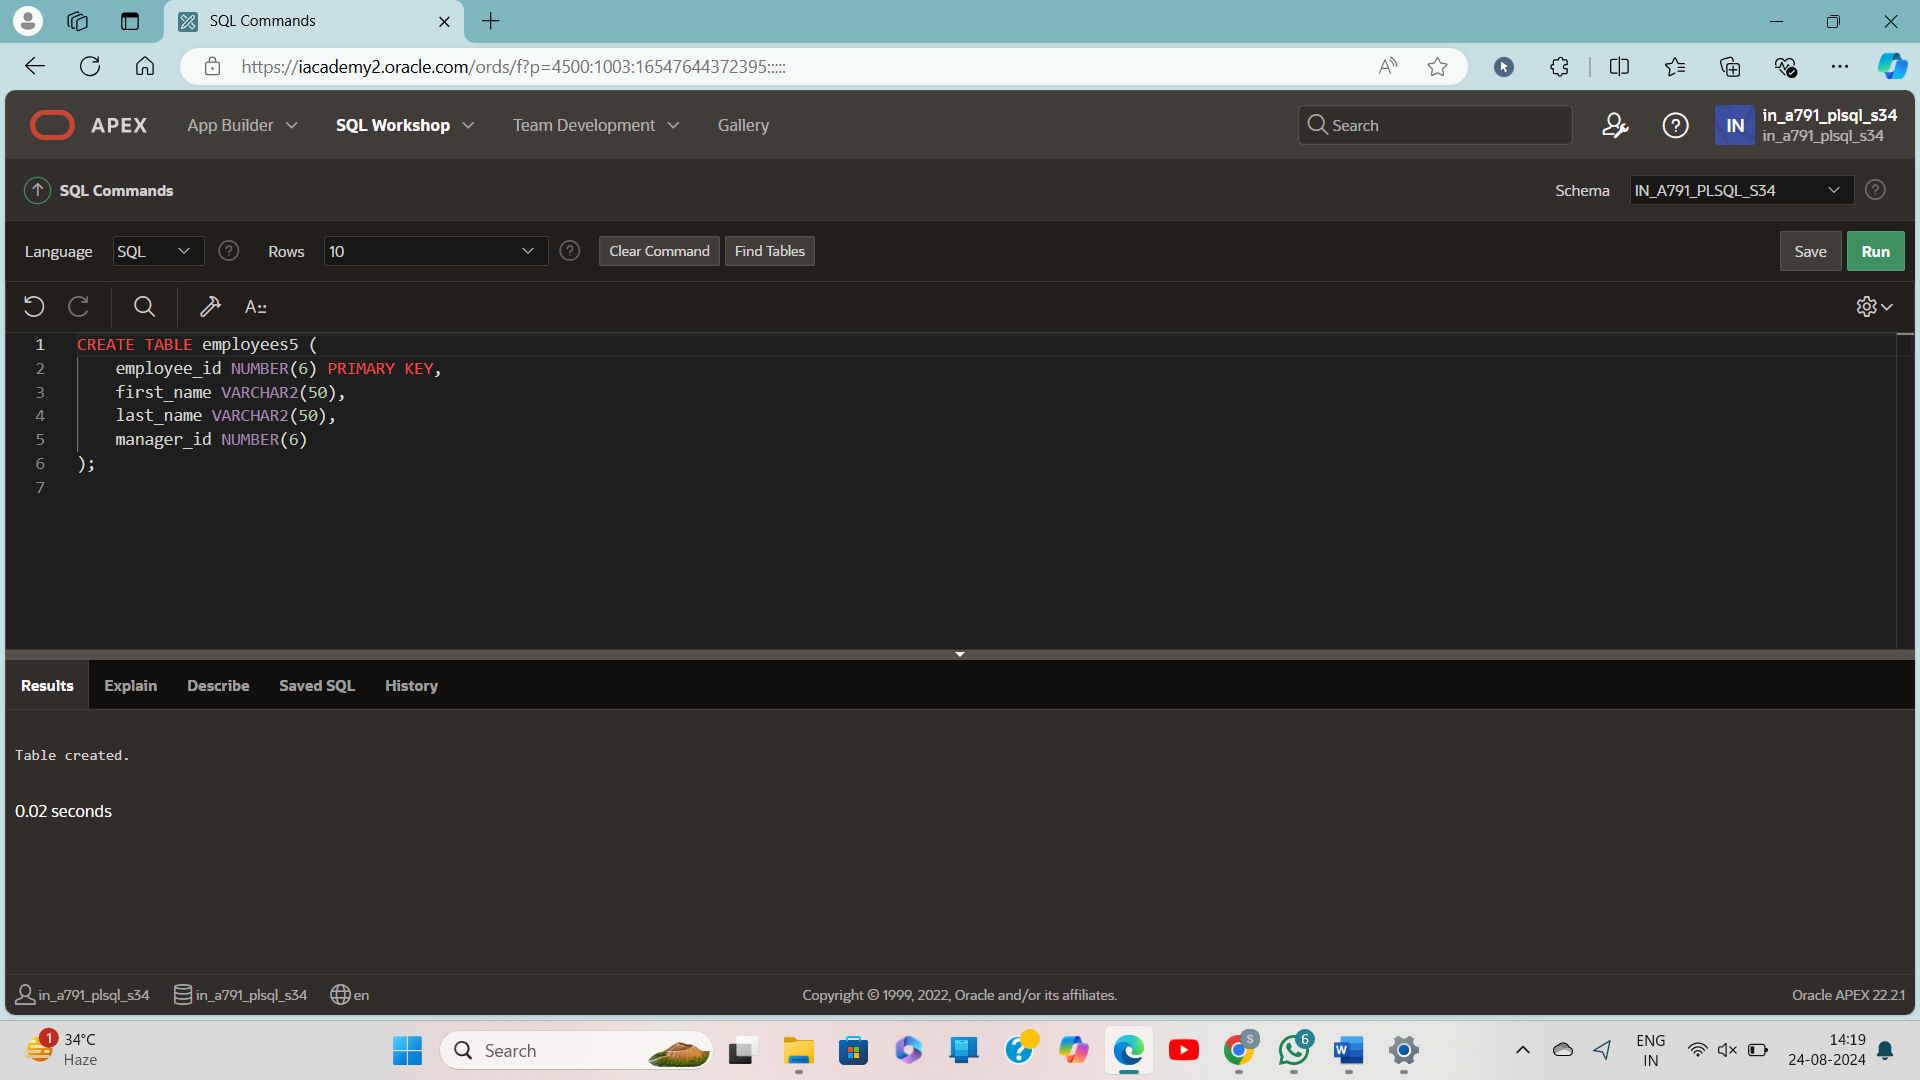 SQL Commands
https://iacademy2.oracle.com/ords/f?p=4500:1003:16547644372395:::::
APEX
App Builder
SQL Workshop
Team Development
Gallery
Search
IN
in_a791_plsql_s34
in_a791_plsql_s34
SQL Commands
Schema
IN_A791_PLSQL_S34
Language
SQL
Rows
10
Clear Command
Find Tables
Save
Run
1 CREATE TABLE employees5 (
2 employee_id NUMBER(6) PRIMARY KEY,
3 first_name VARCHAR2(50),
4 last_name VARCHAR2(50),
5 manager_id NUMBER(6)
6 );
7
Results
Explain
Describe
Saved SQL
History
Table created.
0.02 seconds
in_a791_plsql_s34
in_a791_plsql_s34
en
Copyright © 1999, 2022, Oracle and/or its affiliates.
Oracle APEX 22.2.1
1
34°C
Haze
Search
S
6
W
ENG
IN
14:19
24-08-2024